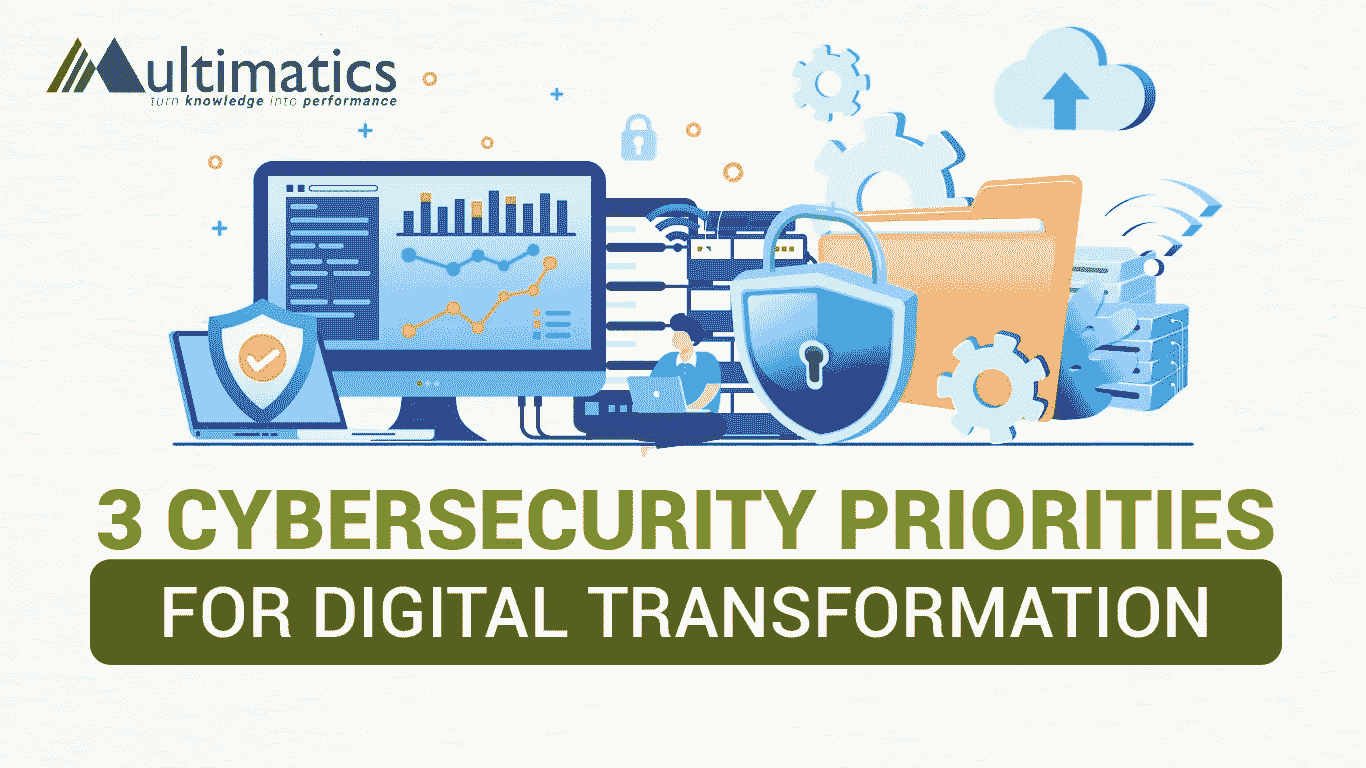 Multimatics
turn knowledge into performance
3 CYBERSECURITY PRIORITIES
FOR DIGITAL TRANSFORMATION